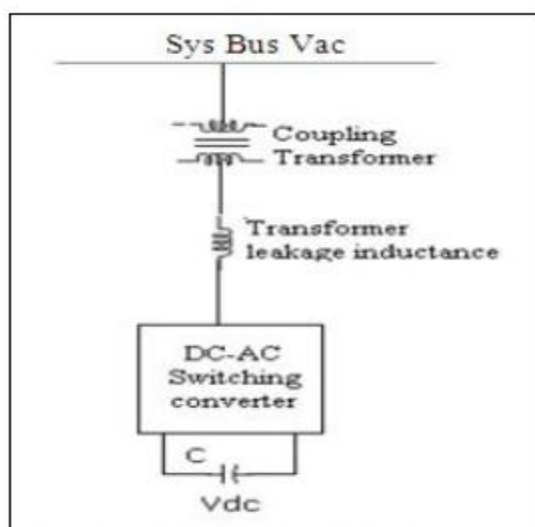 Sys Bus Vac
Coupling
Transformer
Transformer
leakage inductance
DC-AC
Switching
converter
C
Vdc